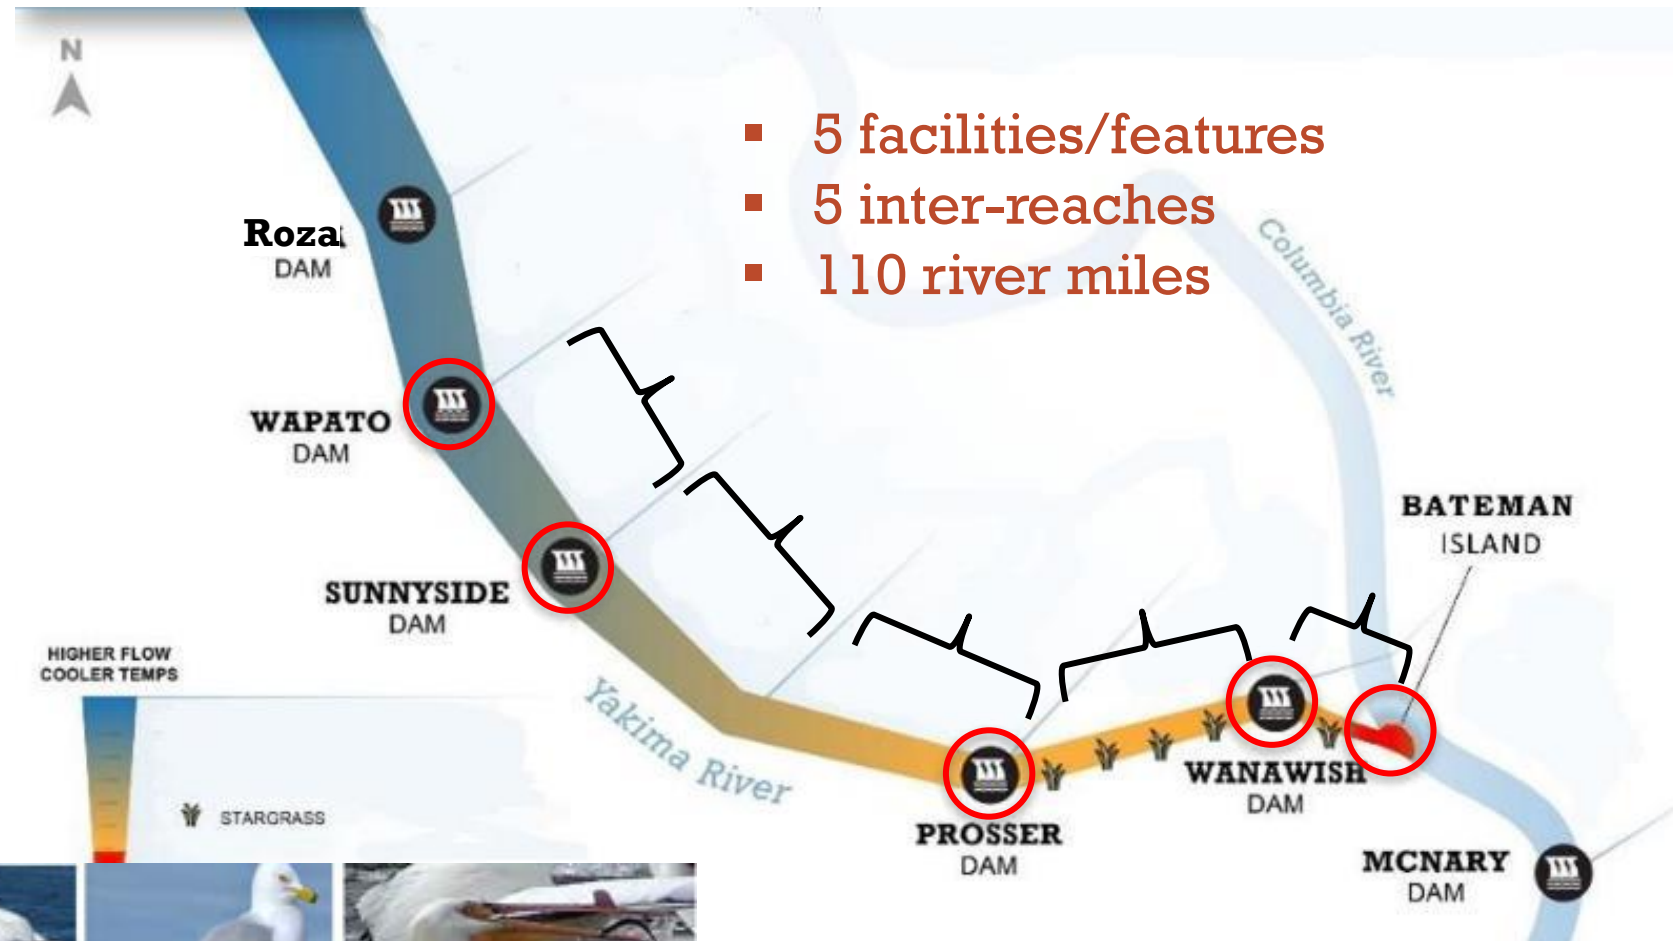 N
▪ 5 facilities/features
▪ 5 inter-reaches
▪ 110 river miles
Roza
DAM
Columbia River
WAPATO
DAM
BATEMAN
ISLAND
SUNNYSIDE
DAM
HIGHER FLOW
COOLER TEMPS
Yakima River
STARGRASS
WANAWISH
DAM
PROSSER
DAM
MCNARY
DAM